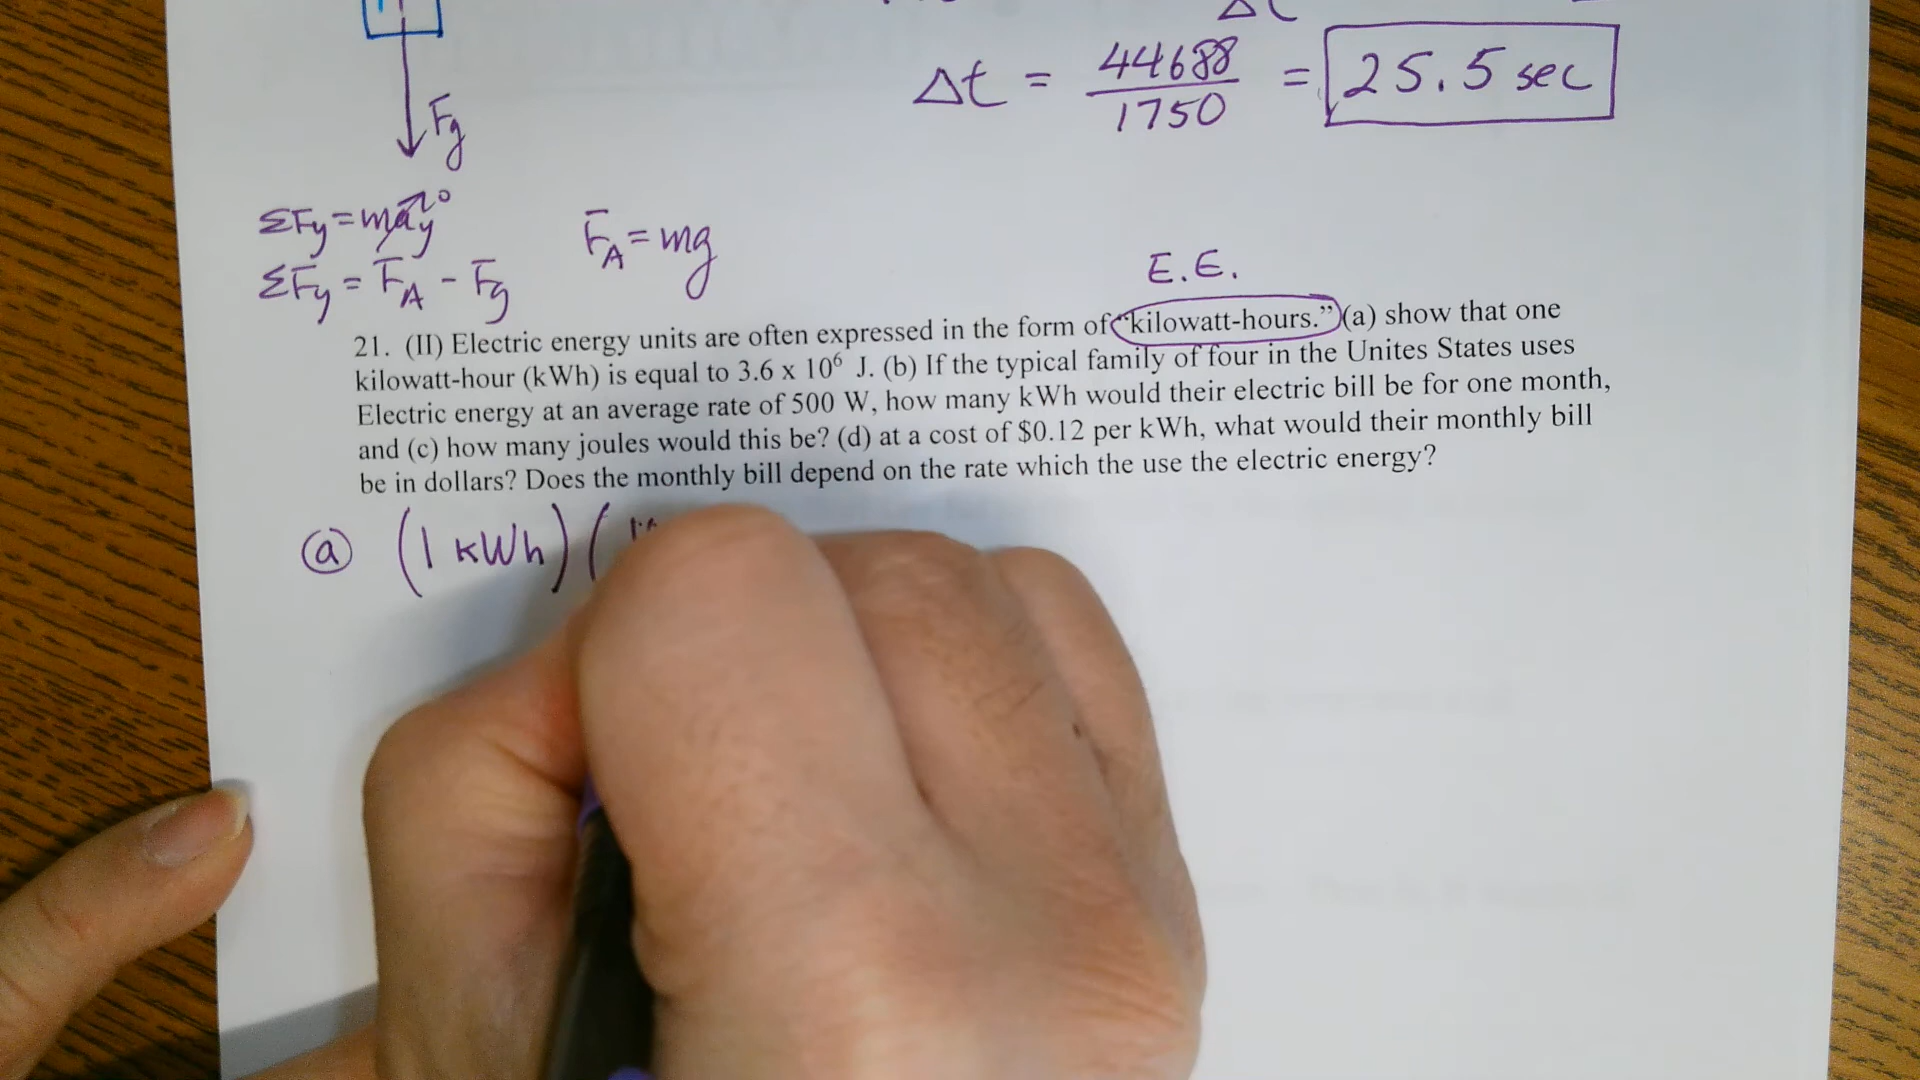 Δt = 44688 / 1750 = 25.5 sec
Fg
ΣFy = may⁰
FA = mg
ΣFy = FA - Fg
E.E.
21. (II) Electric energy units are often expressed in the form of “kilowatt-hours.” (a) show that one
kilowatt-hour (kWh) is equal to 3.6 x 10⁶ J. (b) If the typical family of four in the Unites States uses
Electric energy at an average rate of 500 W, how many kWh would their electric bill be for one month,
and (c) how many joules would this be? (d) at a cost of $0.12 per kWh, what would their monthly bill
be in dollars? Does the monthly bill depend on the rate which the use the electric energy?
(a) (1 kWh) (